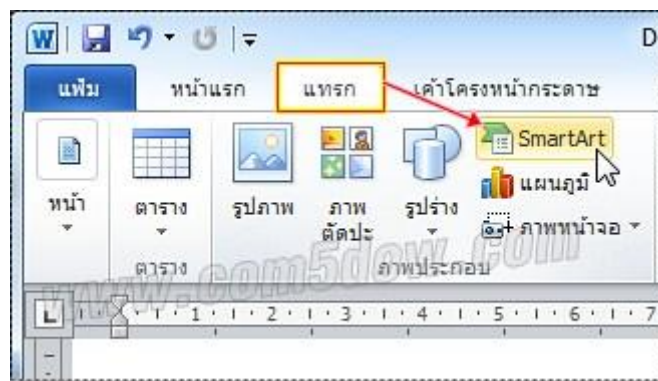 W D
แฟ้ม หน้าแรก แทรก เค้าโครงหน้ากระดาษ
SmartArt
แผนภูมิ
ภาพหน้าจอ
หน้า ตาราง รูปภาพ ภาพ รูปร่าง
ตัดปะ
ตาราง ภาพประกอบ
www.com5dow.com
L 1 2 3 4 5 6 7